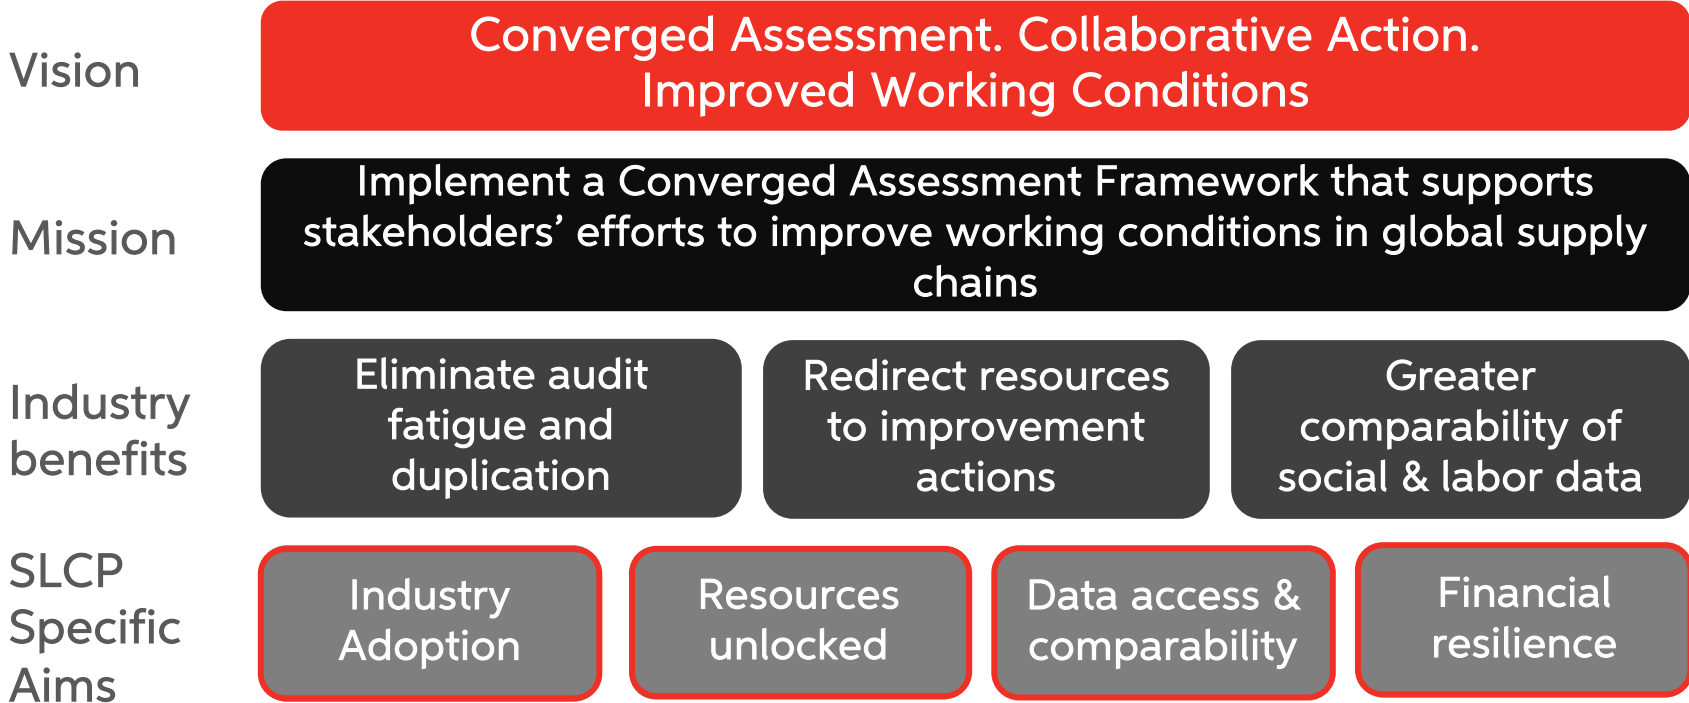 Vision
Converged Assessment. Collaborative Action.
Improved Working Conditions
Mission
Implement a Converged Assessment Framework that supports
stakeholders’ efforts to improve working conditions in global supply
chains
Industry
benefits
Eliminate audit
fatigue and
duplication
Redirect resources
to improvement
actions
Greater
comparability of
social & labor data
SLCP
Specific
Aims
Industry
Adoption
Resources
unlocked
Data access &
comparability
Financial
resilience